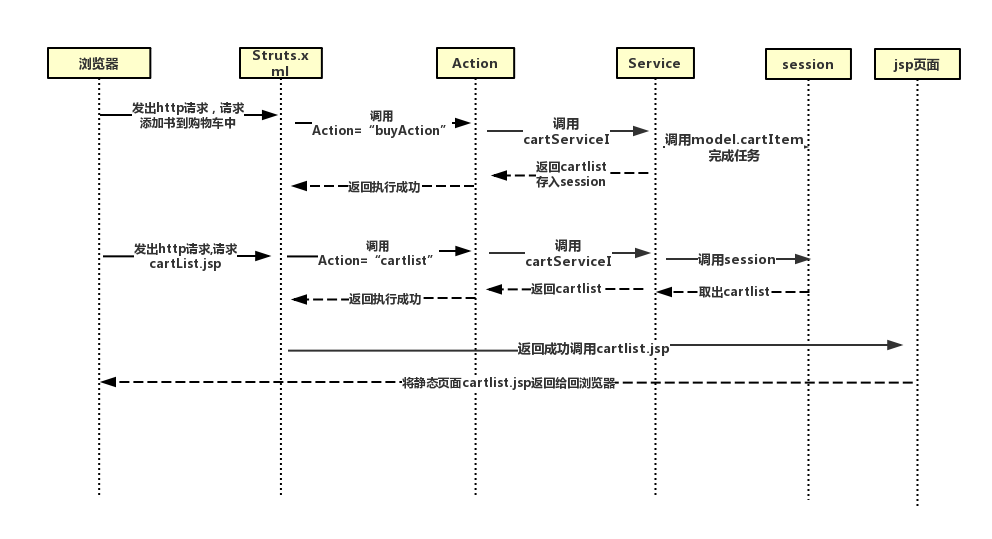 浏览器
Struts.x
ml
Action
Service
session
jsp页面
发出http请求，请求
添加书到购物车中
调用
Action=“buyAction”
调用
cartServiceI
调用model.cartItem
完成任务
返回cartlist
存入session
返回执行成功
发出http请求,请求
cartList.jsp
调用
Action=“cartlist”
调用
cartServiceI
调用session
取出cartlist
返回cartlist
返回执行成功
返回成功调用cartlist.jsp
将静态页面cartlist.jsp返回给回浏览器